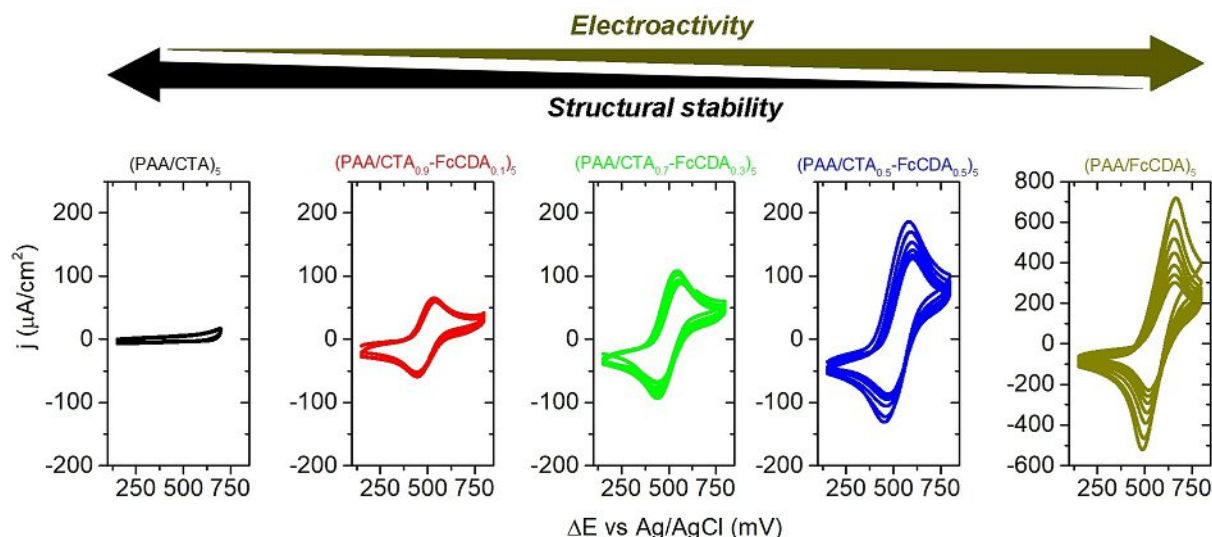 Electroactivity
Structural stability
(PAA/CTA)₅
(PAA/CTA₀.₉-FcCDA₀.₁)₅
(PAA/CTA₀.₇-FcCDA₀.₃)₅
(PAA/CTA₀.₅-FcCDA₀.₅)₅
(PAA/FcCDA)₅
j (µA/cm²)
200
100
0
-100
-200
250 500 750
200
100
0
-100
-200
250 500 750
200
100
0
-100
-200
250 500 750
200
100
0
-100
-200
250 500 750
800
600
400
200
0
-200
-400
-600
250 500 750
ΔE vs Ag/AgCl (mV)